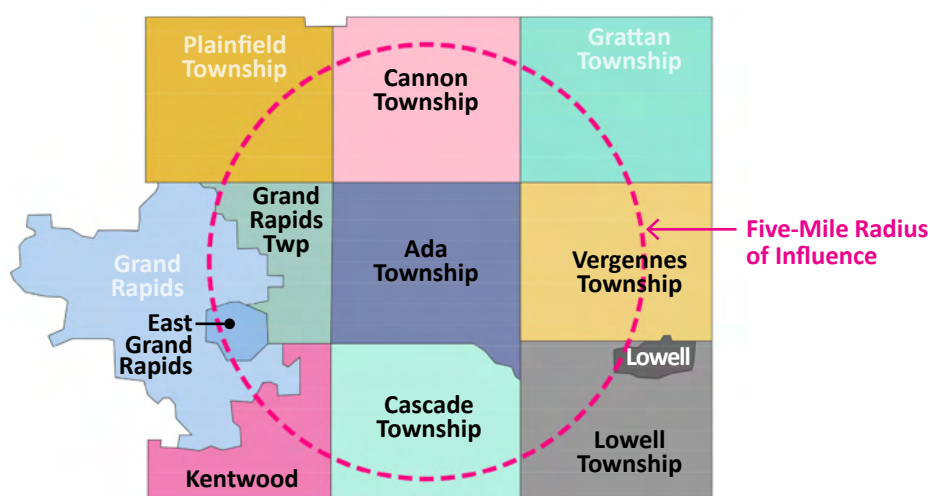 Plainfield
Township
Cannon
Township
Grattan
Township
Grand
Rapids
Twp
Grand
Rapids
Ada
Township
Vergennes
Township
Five-Mile Radius
of Influence
East
Grand
Rapids
Lowell
Cascade
Township
Lowell
Township
Kentwood